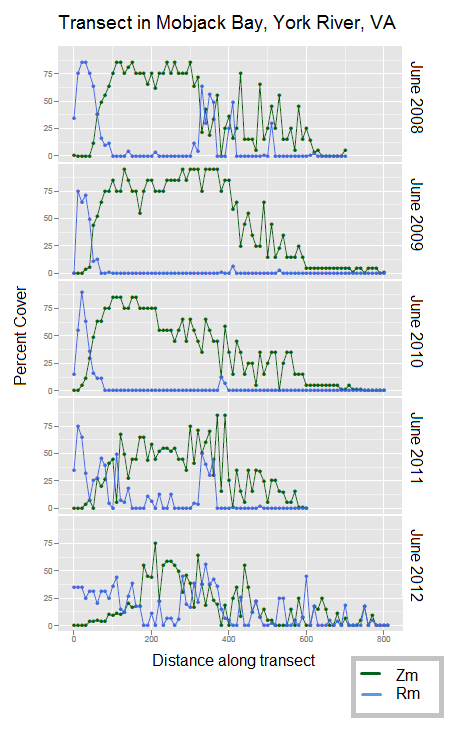 Transect in Mobjack Bay, York River, VA
Percent Cover
75
50
25
0
June 2008
75
50
25
0
June 2009
75
50
25
0
June 2010
75
50
25
0
June 2011
75
50
25
0
June 2012
0 200 400 600 800
Distance along transect
Zm
Rm